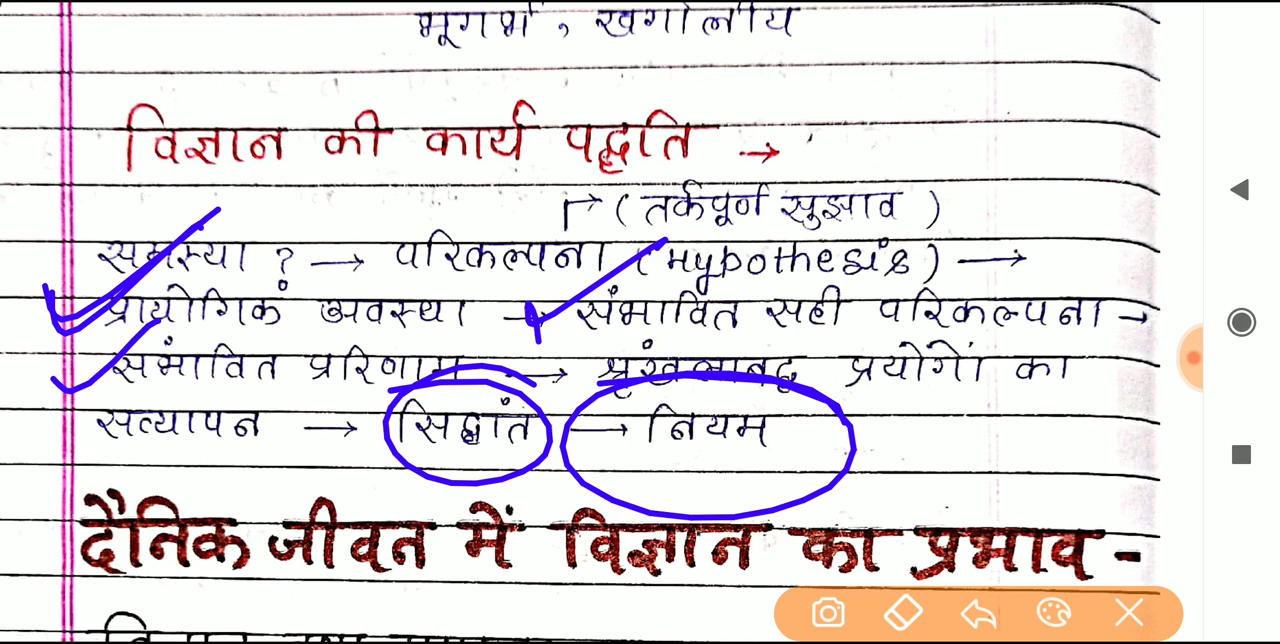 भूगर्भ, खगोलीय
विज्ञान की कार्य पद्धति →
↱ (तर्कपूर्ण सुझाव)
समस्या ? → परिकल्पना (Hypothesis) →
प्रायोगिक अवस्था → संभावित सही परिकल्पना →
संभावित परिणाम → श्रृंखलाबद्ध प्रयोगों का
सत्यापन → सिद्धांत → नियम
दैनिक जीवन में विज्ञान का प्रभाव -